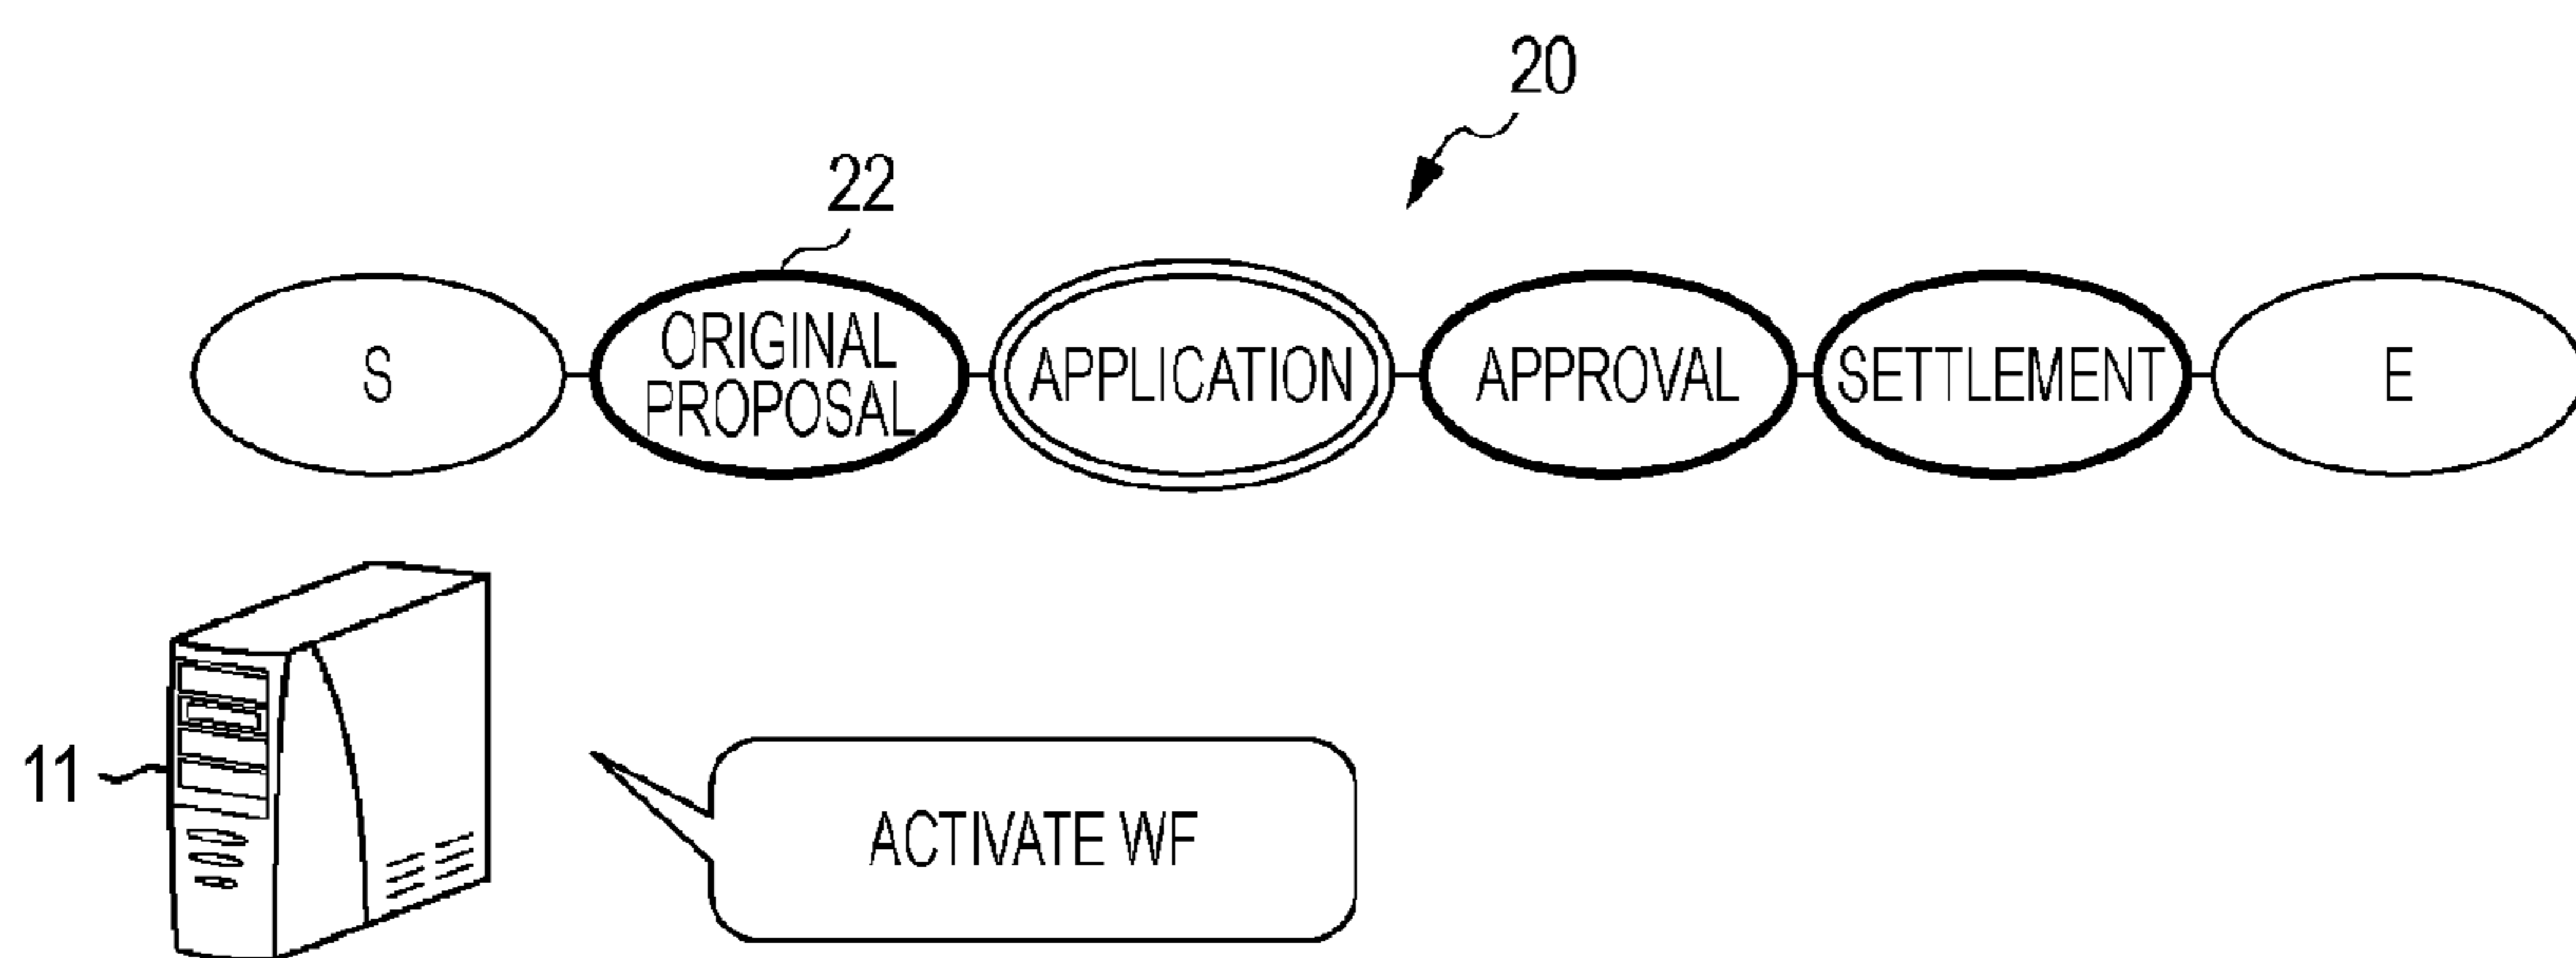 20
22
S
ORIGINAL
PROPOSAL
APPLICATION
APPROVAL
SETTLEMENT
E
11
ACTIVATE WF